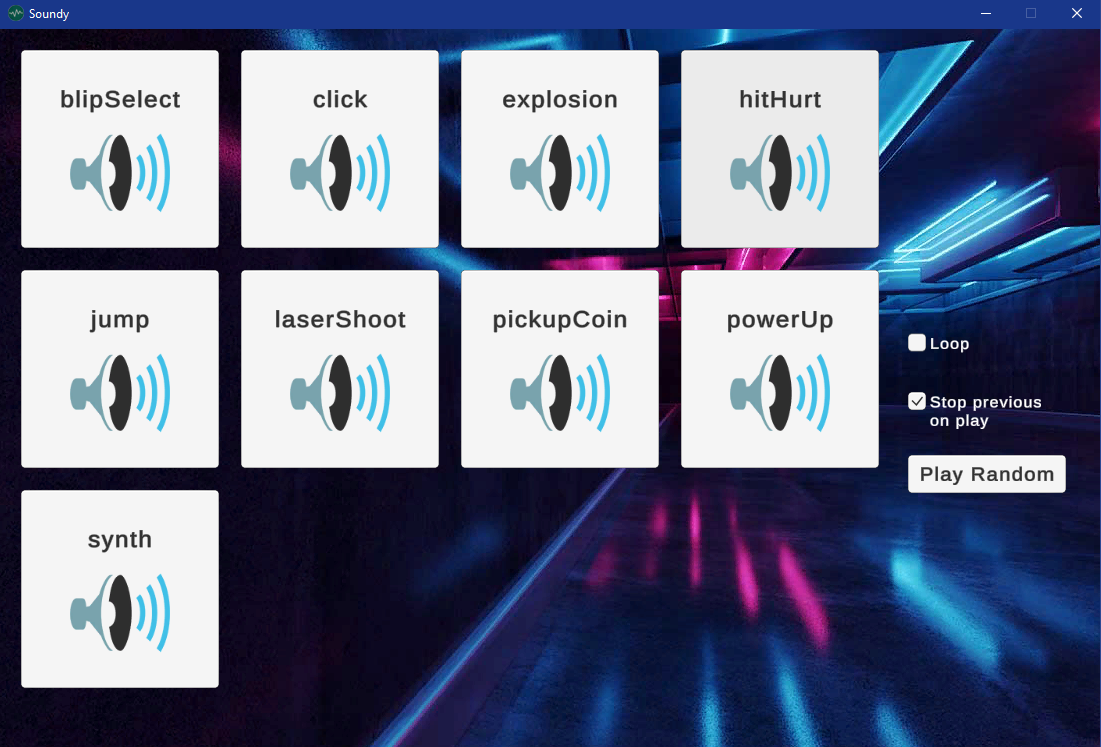 Soundy
blipSelect
click
explosion
hitHurt
jump
laserShoot
pickupCoin
powerUp
synth
Loop
Stop previous
on play
Play Random